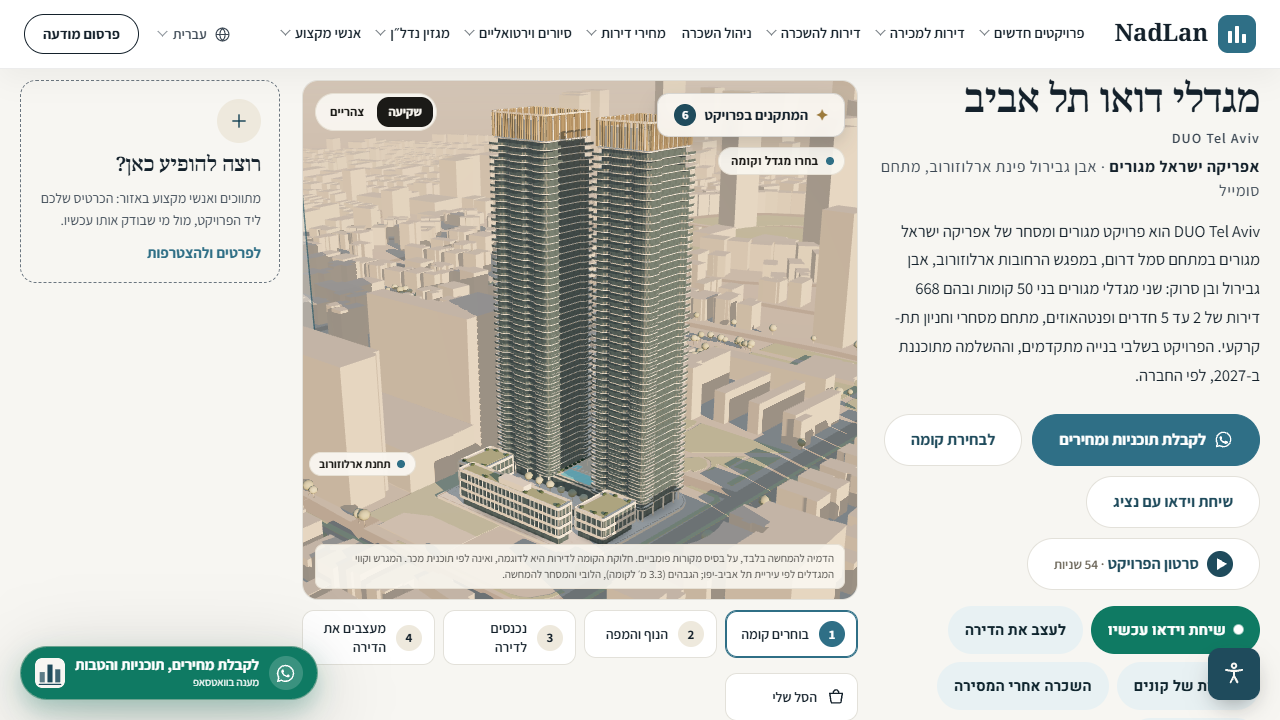 NadLan
פרויקטים חדשים
דירות למכירה
דירות להשכרה
ניהול השכרה
מחירי דירות
סיורים וירטואליים
מגזין נדל״ן
אנשי מקצוע
עברית
פרסום מודעה
מגדלי דואו תל אביב
DUO Tel Aviv
אפריקה ישראל מגורים · אבן גבירול פינת ארלוזורוב, מתחם
סומייל
DUO Tel Aviv הוא פרויקט מגורים ומסחר של אפריקה ישראל
מגורים במתחם סמל דרום, במפגש הרחובות ארלוזורוב, אבן
גבירול ובן סרוק: שני מגדלי מגורים בני 50 קומות ובהם 668
דירות של 2 עד 5 חדרים ופנטהאוזים, מתחם מסחרי וחניון תת-
קרקעי. הפרויקט בשלבי בנייה מתקדמים, וההשלמה מתוכננת
ב-2027, לפי החברה.
לקבלת תוכניות ומחירים
לבחירת קומה
שיחת וידאו עם נציג
סרטון הפרויקט · 54 שניות
שיחת וידאו עכשיו
לעצב את הדירה
ת של קונים
השכרה אחרי המסירה
המתקנים בפרויקט 6
בחרו מגדל וקומה
שקיעה
צהריים
תחנת ארלוזורוב
הדמיה להמחשה בלבד, על בסיס מקורות פומביים. חלוקת הקומה לדירות היא לדוגמה, ואינה לפי תוכנית מכר. המגרש וקווי
המגדלים לפי עיריית תל אביב-יפו; הגבהים (3.3 מ׳ לקומה), הלובי והמסחר להמחשה.
1 בוחרים קומה
2 הנוף והמפה
3 נכנסים
לדירה
4 מעצבים את
הדירה
הסל שלי
רוצה להופיע כאן?
מתווכים ואנשי מקצוע באזור: הכרטיס שלכם
ליד הפרויקט, מול מי שבודק אותו עכשיו.
לפרטים ולהצטרפות
לקבלת מחירים, תוכניות והטבות
מענה בוואטסאפ